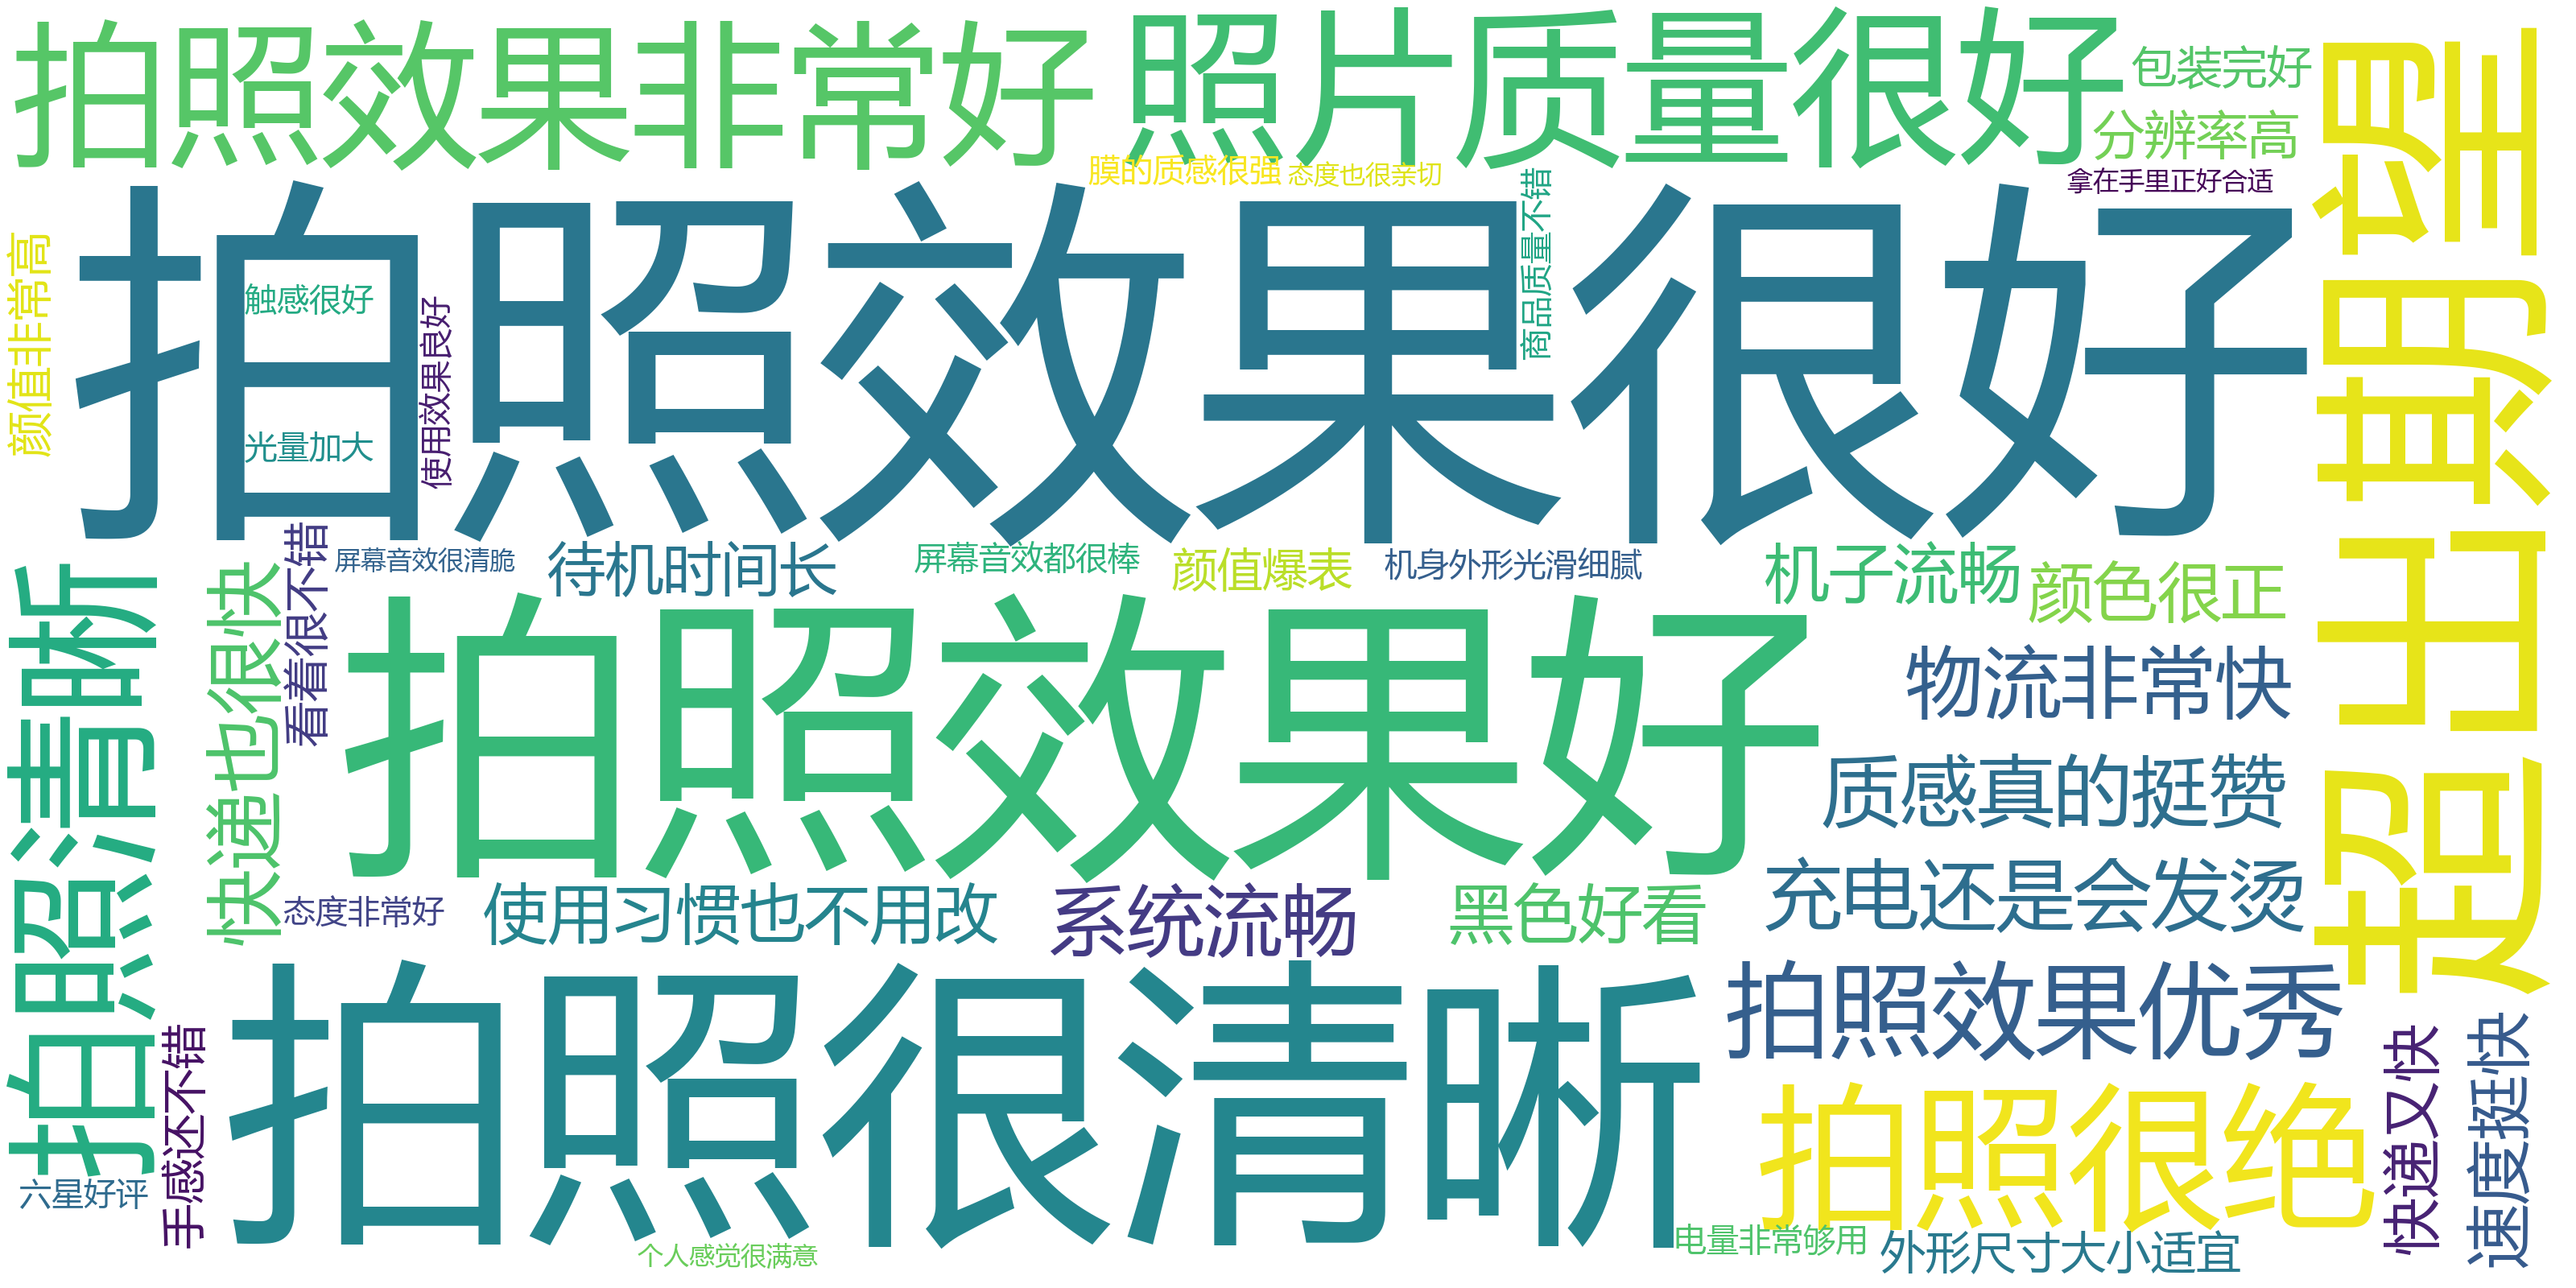 拍照效果非常好
照片质量很好
包装完好
分辨率高
膜的质感很强
态度也很亲切
拿在手里正好合适
超出期望
颜值非常高
拍照效果很好
触感很好
光量加大
使用效果良好
商品质量不错
屏幕音效很清脆
待机时间长
屏幕音效都很棒
颜值爆表
机身外形光滑细腻
机子流畅
颜色很正
拍照清晰
快递也很快
看着很不错
拍照效果好
物流非常快
质感真的挺赞
充电还是会发烫
态度非常好
使用习惯也不用改
系统流畅
黑色好看
拍照效果优秀
手感还不错
拍照很清晰
拍照很绝
快递又快
速度挺快
六星好评
个人感觉很满意
电量非常够用
外形尺寸大小适宜